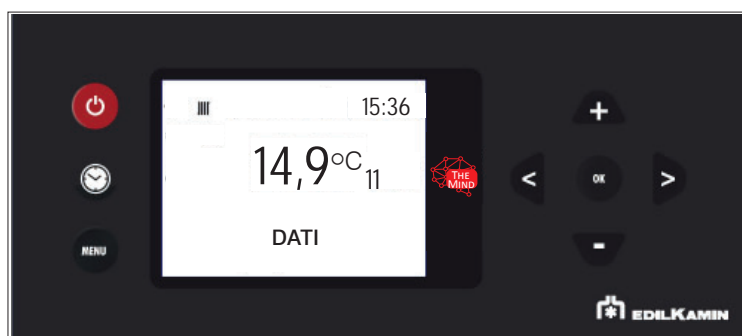 15:36
14,9°C 11
THE
MIND
DATI
MENU
+
<
OK
>
-
EDILKAMIN